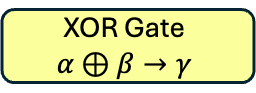 XOR Gate
𝛼 ⨁ 𝛽 → 𝛾